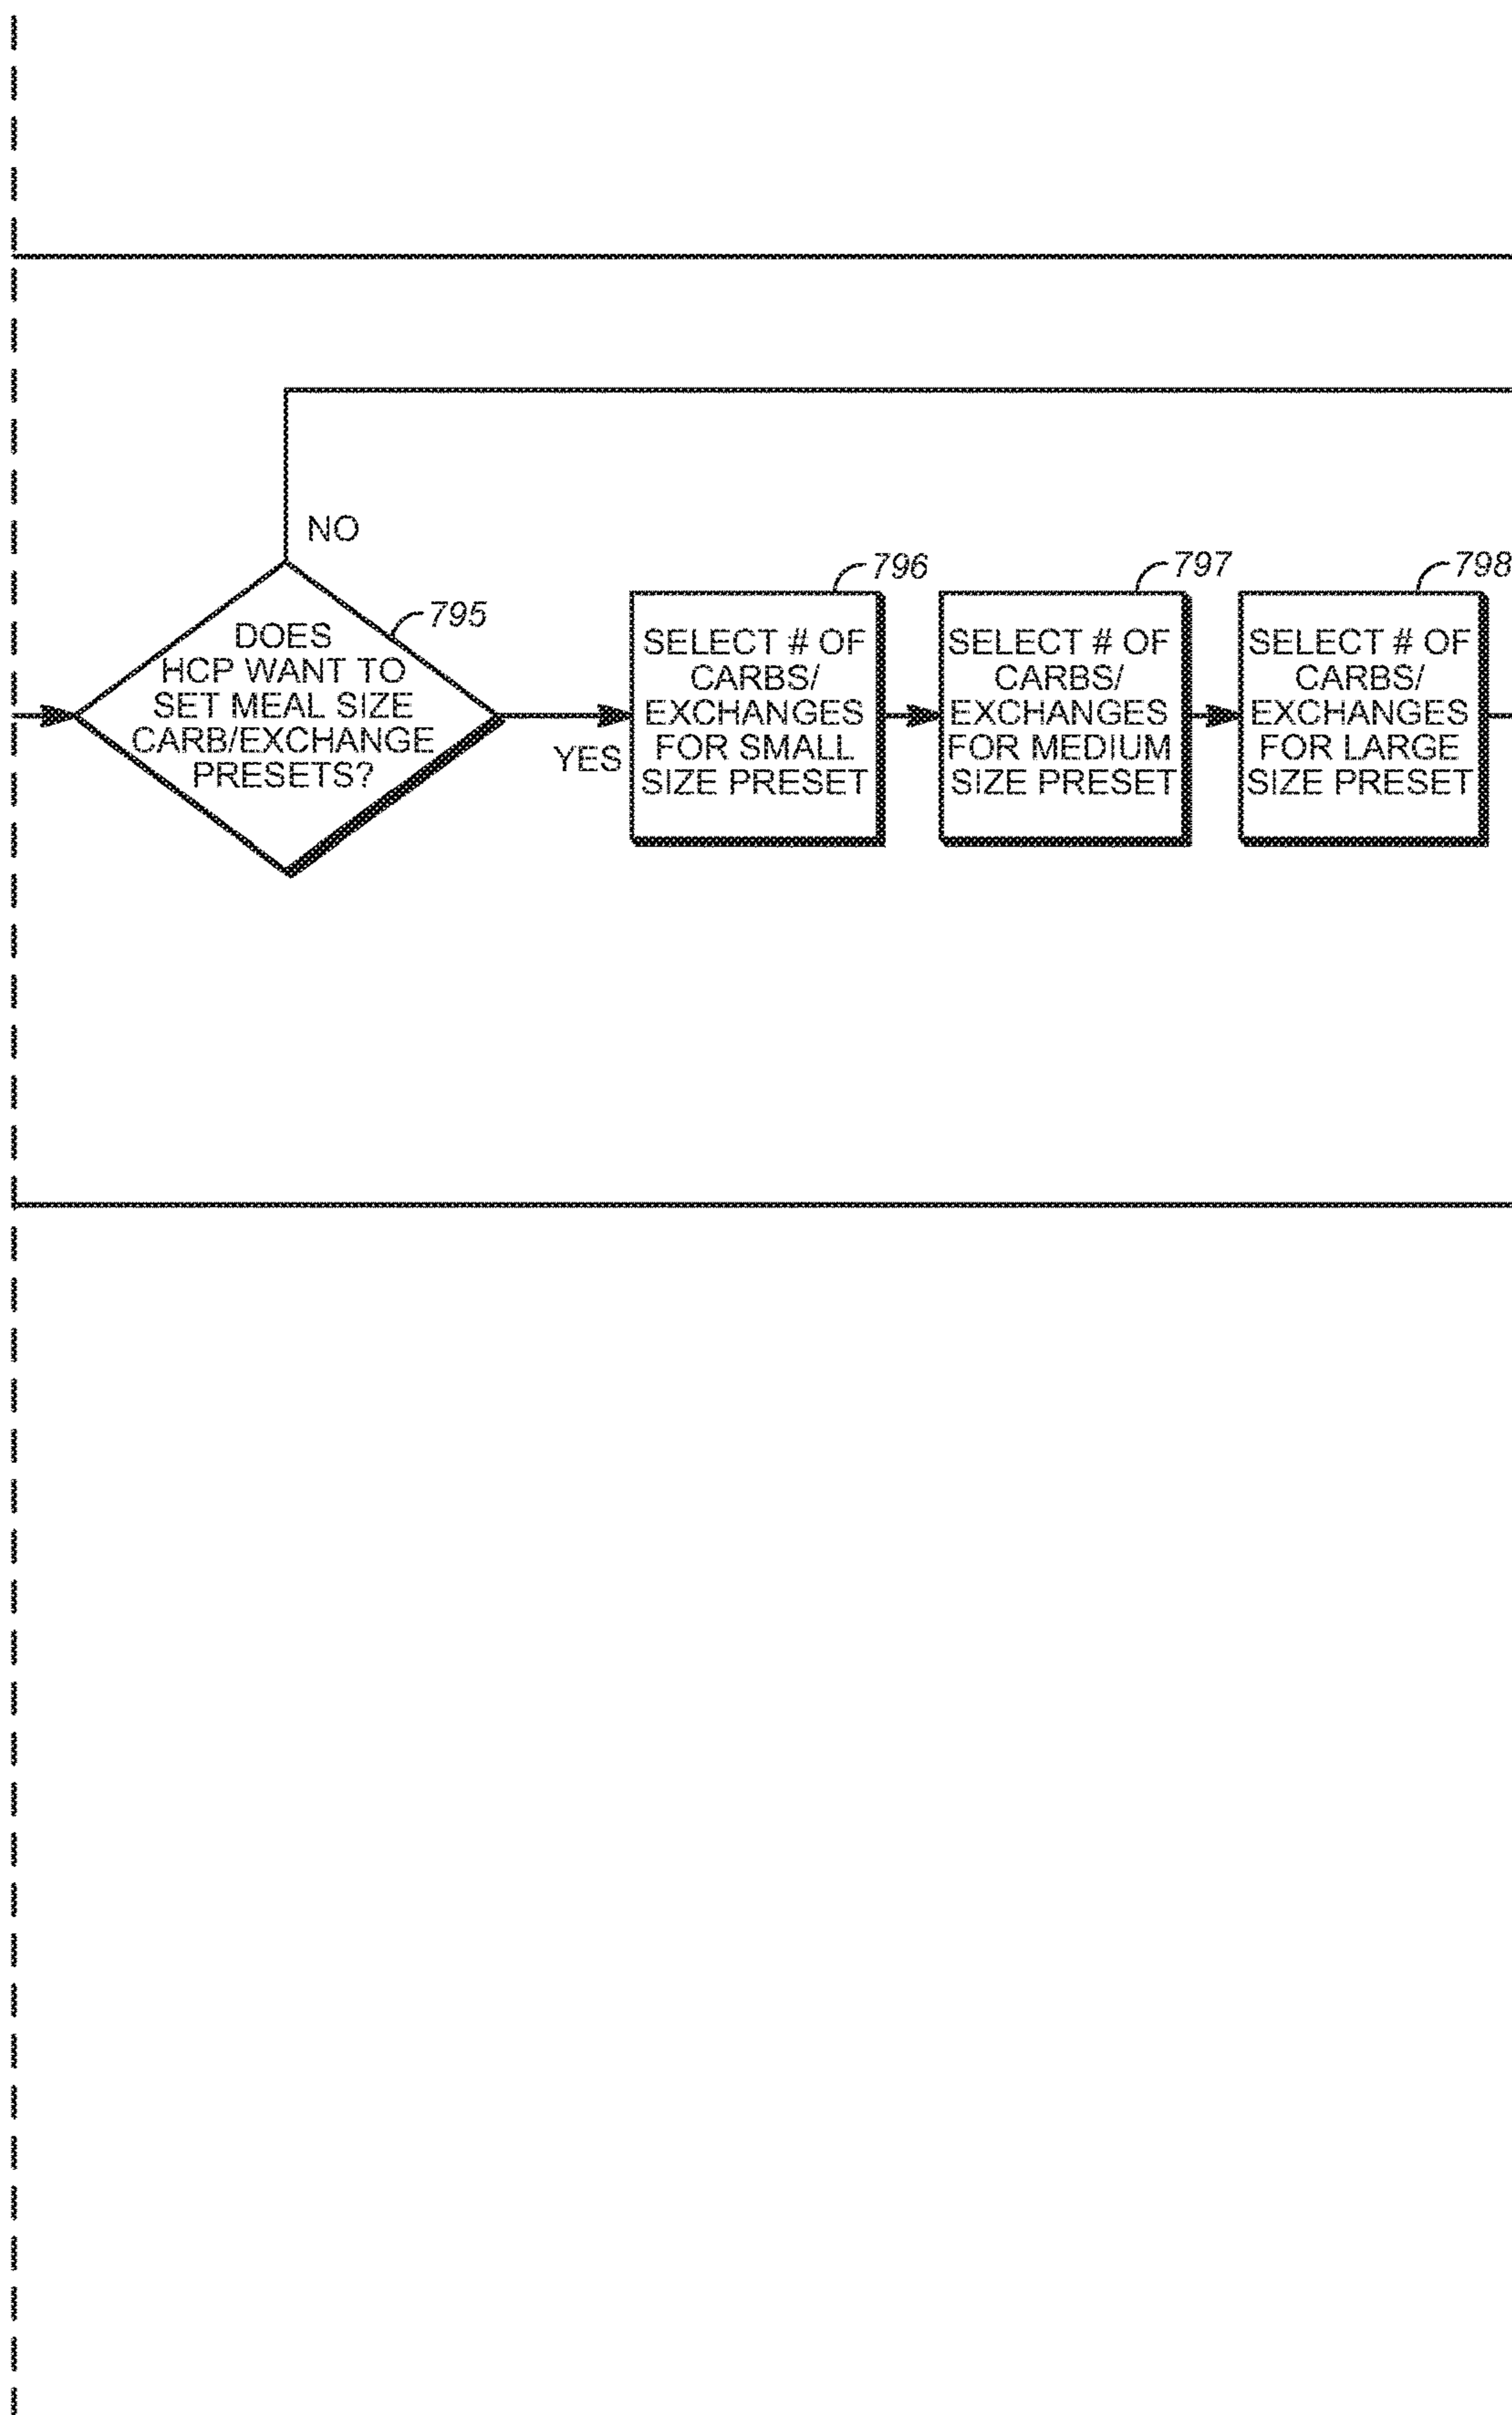 NO
795
DOES
HCP WANT TO
SET MEAL SIZE
CARB/EXCHANGE
PRESETS?
YES
796
SELECT # OF
CARBS/
EXCHANGES
FOR SMALL
SIZE PRESET
797
SELECT # OF
CARBS/
EXCHANGES
FOR MEDIUM
SIZE PRESET
798
SELECT # OF
CARBS/
EXCHANGES
FOR LARGE
SIZE PRESET